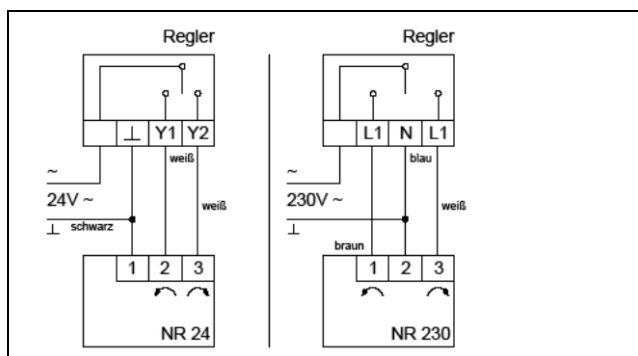 Regler
⊥ Y1 Y2
weiß
~
24V ~
weiß
⊥ schwarz
1 2 3
NR 24
Regler
L1 N L1
blau
~
230V ~
weiß
⊥
braun
1 2 3
NR 230